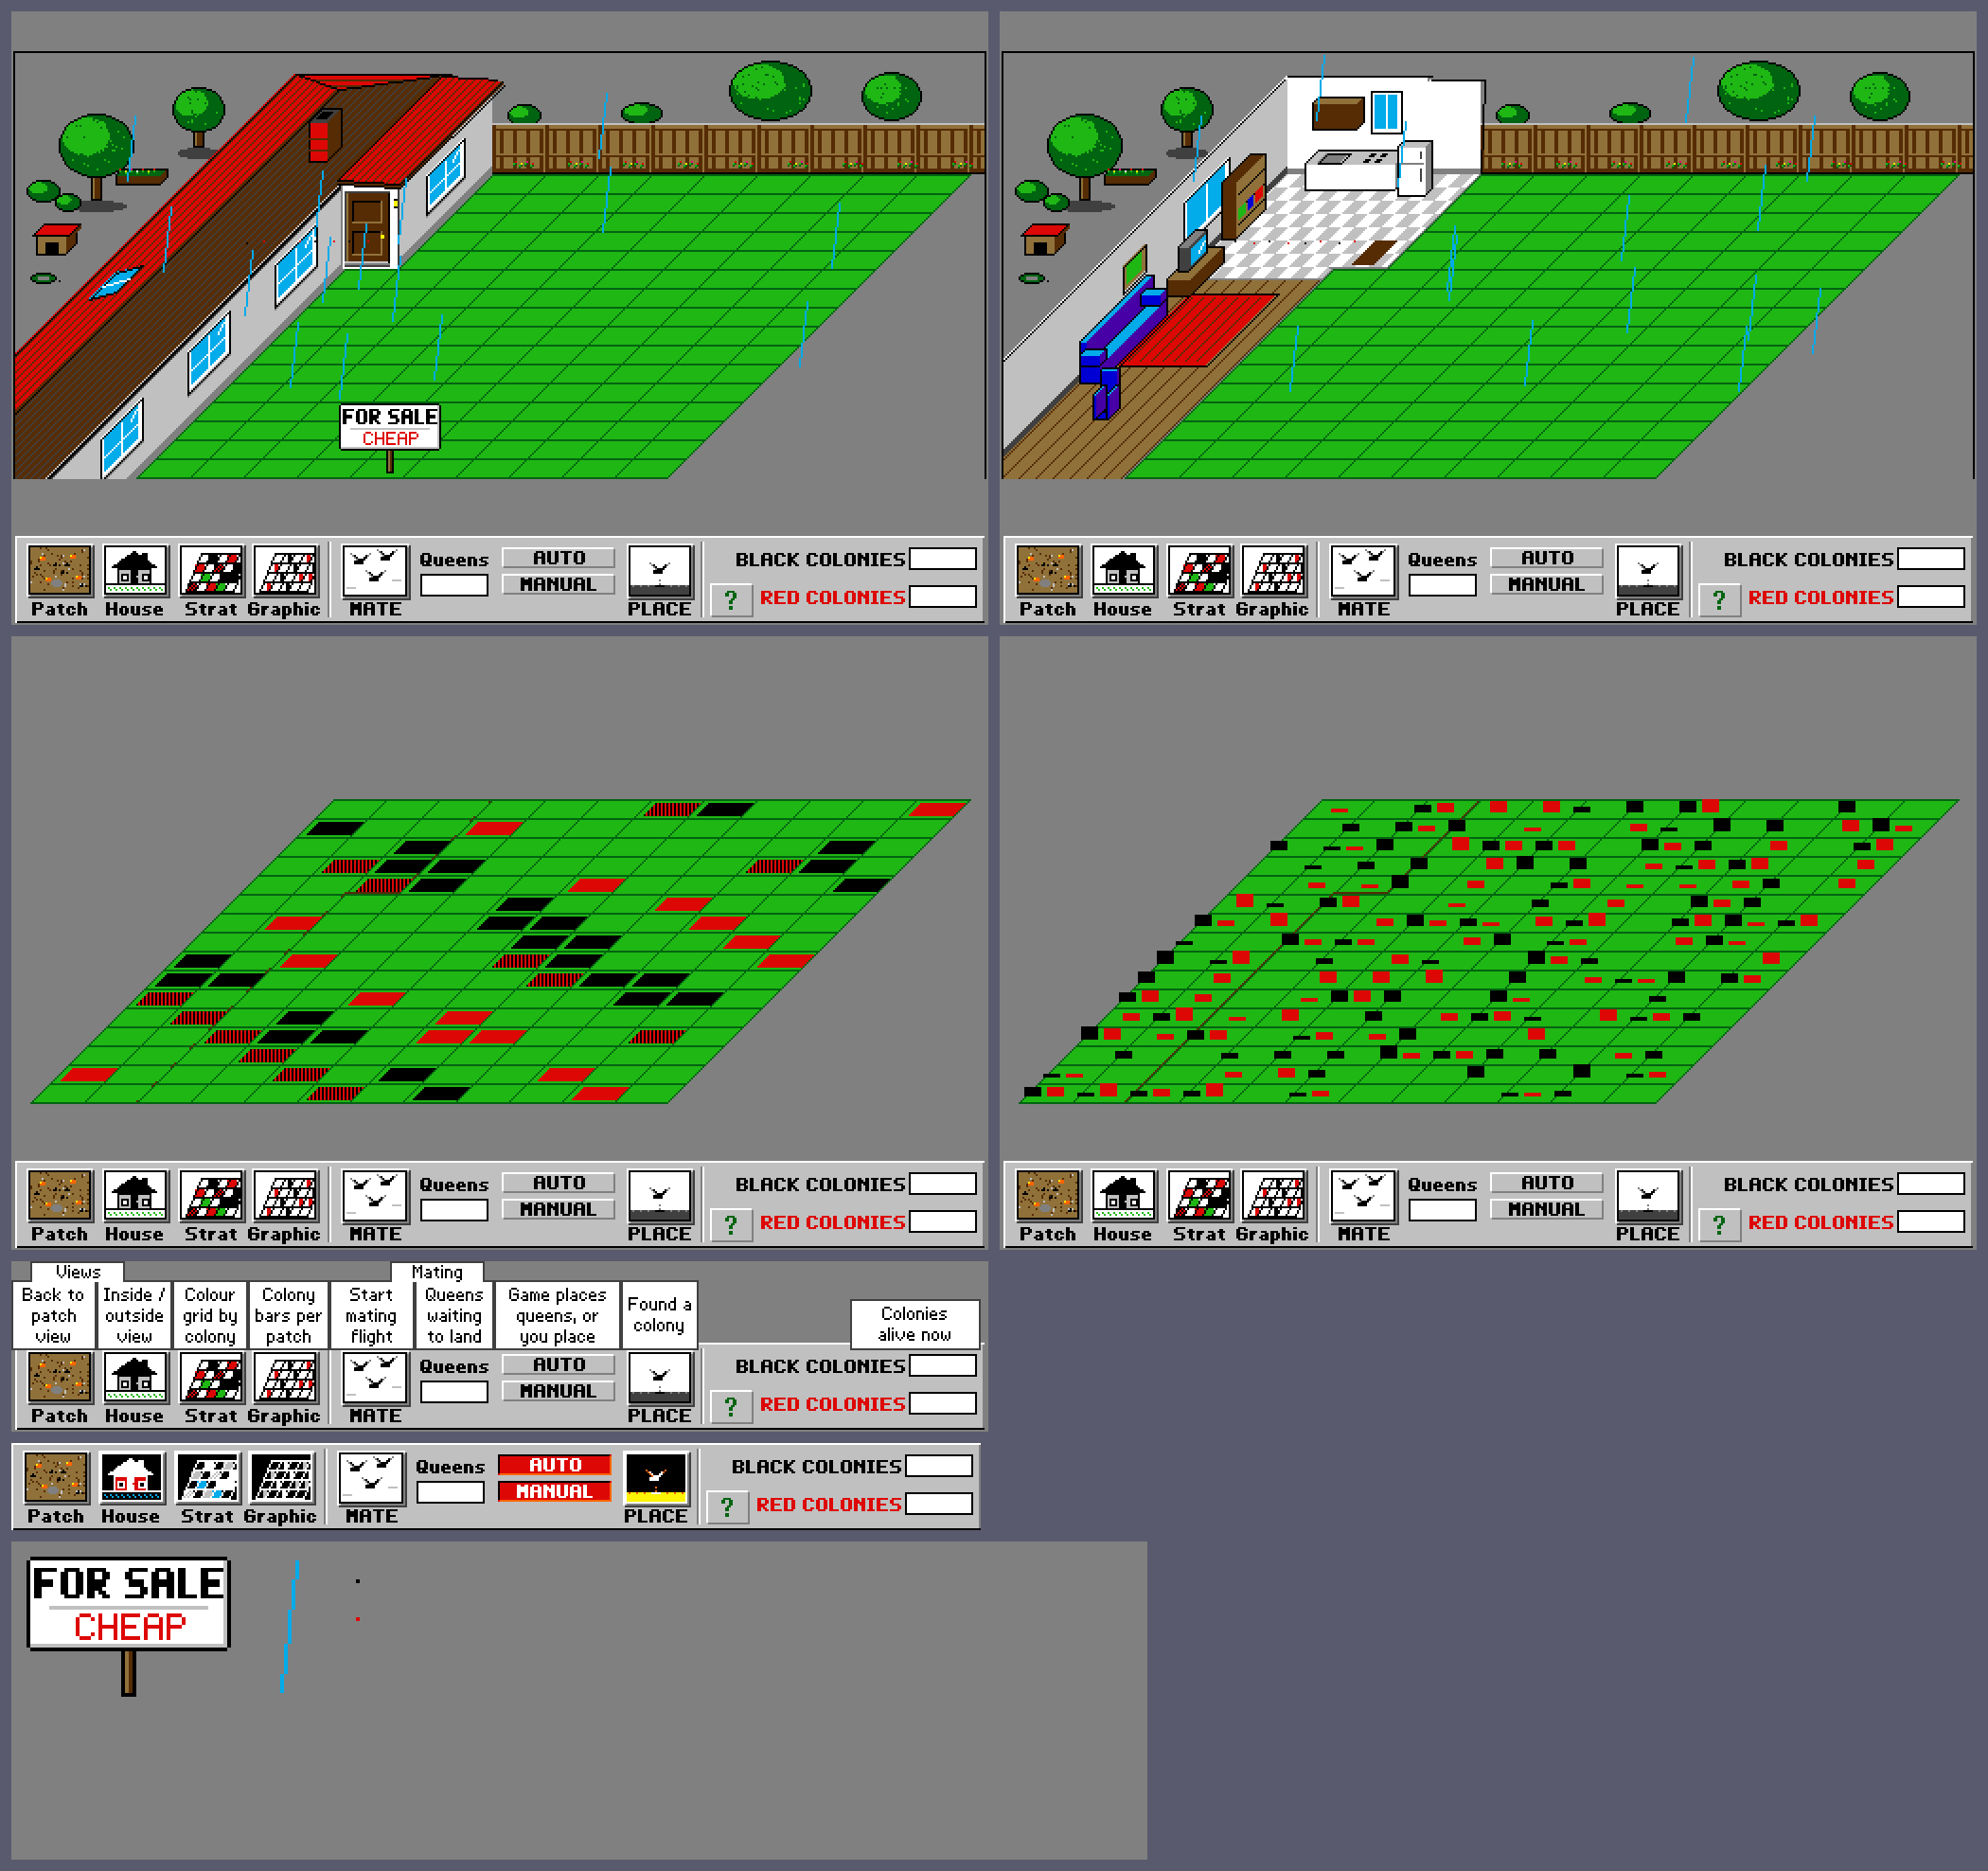 FOR SALE
CHEAP
Patch House Strat Graphic MATE Queens AUTO MANUAL PLACE ? BLACK COLONIES RED COLONIES
Patch House Strat Graphic MATE Queens AUTO MANUAL PLACE ? BLACK COLONIES RED COLONIES
Patch House Strat Graphic MATE Queens AUTO MANUAL PLACE ? BLACK COLONIES RED COLONIES
Patch House Strat Graphic MATE Queens AUTO MANUAL PLACE ? BLACK COLONIES RED COLONIES
Views
Mating
Back to
patch
view
Inside /
outside
view
Colour
grid by
colony
Colony
bars per
patch
Start
mating
flight
Queens
waiting
to land
Game places
queens, or
you place
Found a
colony
Colonies
alive now
Patch House Strat Graphic MATE Queens AUTO MANUAL PLACE ? BLACK COLONIES RED COLONIES
Patch House Strat Graphic MATE Queens AUTO MANUAL PLACE ? BLACK COLONIES RED COLONIES
FOR SALE
CHEAP